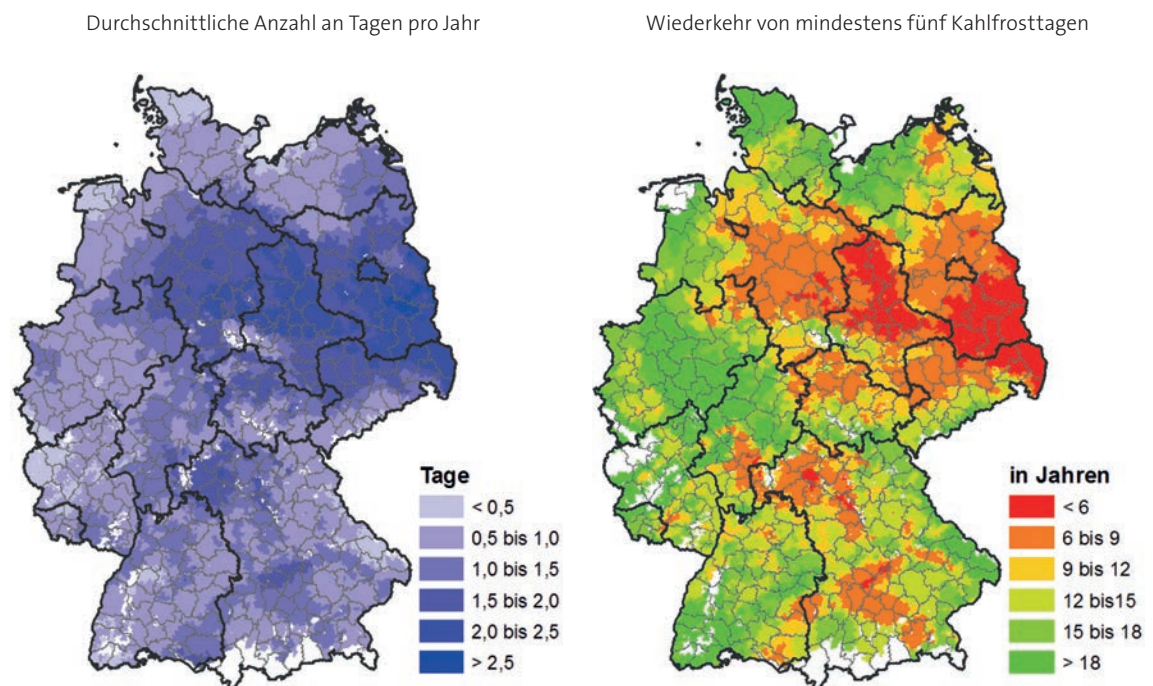 Durchschnittliche Anzahl an Tagen pro Jahr
Wiederkehr von mindestens fünf Kahlfrosttagen
Tage
< 0,5
0,5 bis 1,0
1,0 bis 1,5
1,5 bis 2,0
2,0 bis 2,5
> 2,5
in Jahren
< 6
6 bis 9
9 bis 12
12 bis15
15 bis 18
> 18